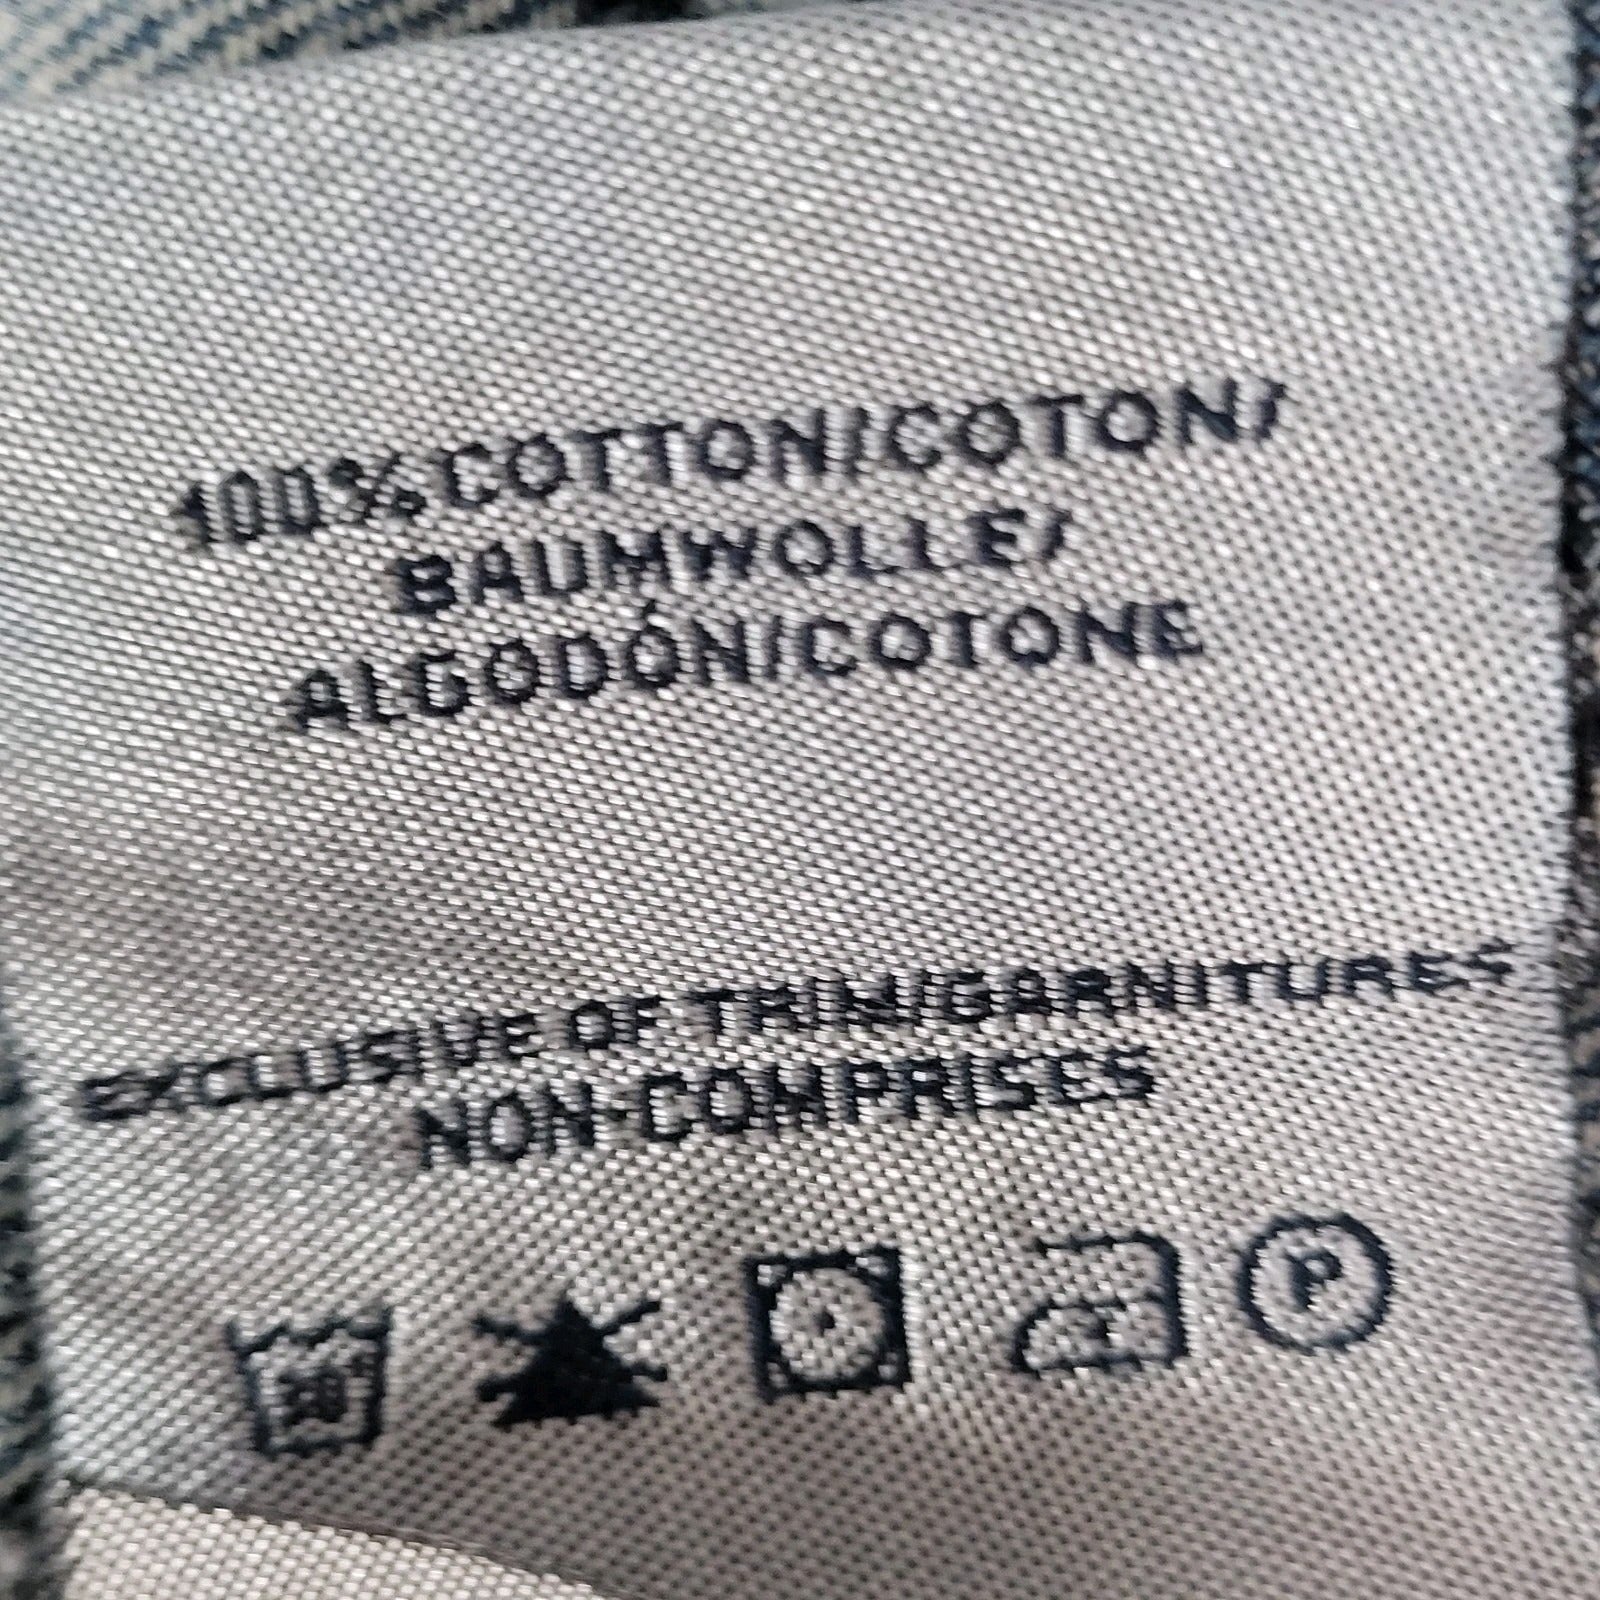 100% COTTON/COTON/
BAUMWOLLE/
ALGODÓN/COTONE
EXCLUSIVE OF TRIM/GARNITURES
NON-COMPRISES
P